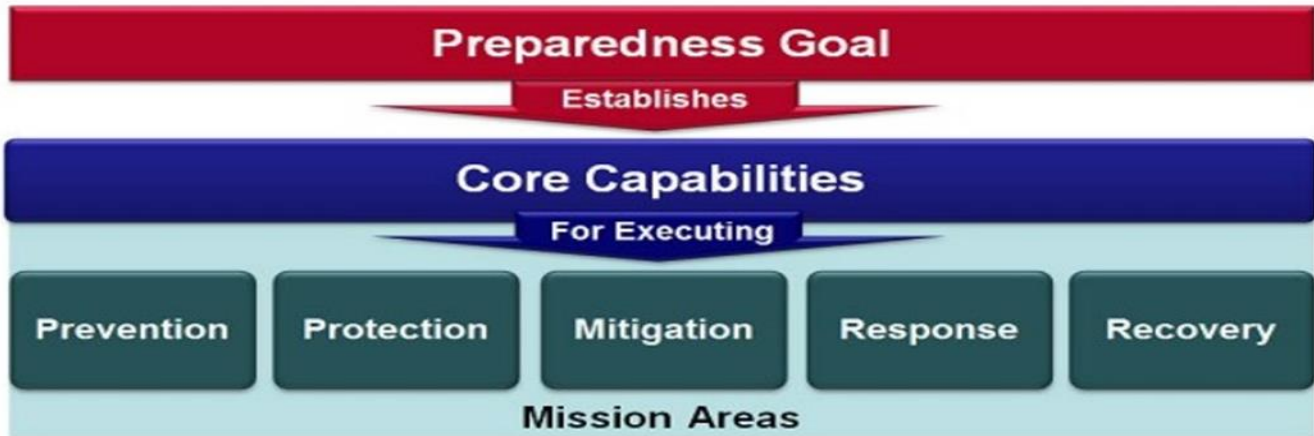 Preparedness Goal
Establishes
Core Capabilities
For Executing
Prevention
Protection
Mitigation
Response
Recovery
Mission Areas